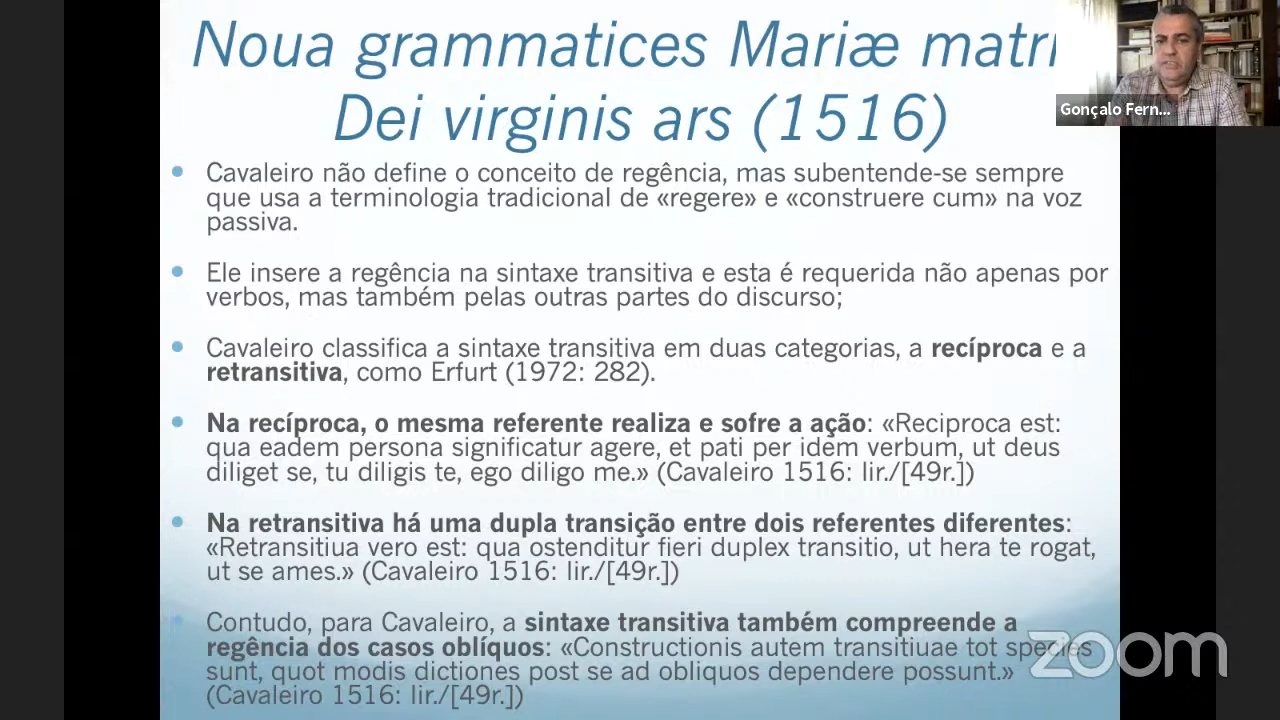 Noua grammatices Mariæ matri
Dei virginis ars (1516)
Gonçalo Fern...
• Cavaleiro não define o conceito de regência, mas subentende-se sempre
que usa a terminologia tradicional de «regere» e «construere cum» na voz
passiva.
• Ele insere a regência na sintaxe transitiva e esta é requerida não apenas por
verbos, mas também pelas outras partes do discurso;
• Cavaleiro classifica a sintaxe transitiva em duas categorias, a recíproca e a
retransitiva, como Erfurt (1972: 282).
• Na recíproca, o mesma referente realiza e sofre a ação: «Reciproca est:
qua eadem persona significatur agere, et pati per idem verbum, ut deus
diliget se, tu diligis te, ego diligo me.» (Cavaleiro 1516: lir./[49r.])
• Na retransitiva há uma dupla transição entre dois referentes diferentes:
«Retransitiua vero est: qua ostenditur fieri duplex transitio, ut hera te rogat,
ut se ames.» (Cavaleiro 1516: lir./[49r.])
• Contudo, para Cavaleiro, a sintaxe transitiva também compreende a
regência dos casos oblíquos: «Constructionis autem transitiuae tot species
sunt, quot modis dictiones post se ad obliquos dependere possunt.»
(Cavaleiro 1516: lir./[49r.])
zoom